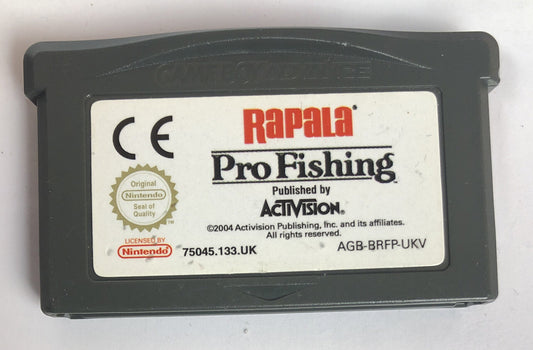 GAME BOY ADVANCE
CE
RAPALA
Pro Fishing
Published by
ACTIVISION®
©2004 Activision Publishing, Inc. and its affiliates.
All rights reserved.
Original
Nintendo
Seal of
Quality
TM
LICENSED BY
Nintendo
75045.133.UK
AGB-BRFP-UKV